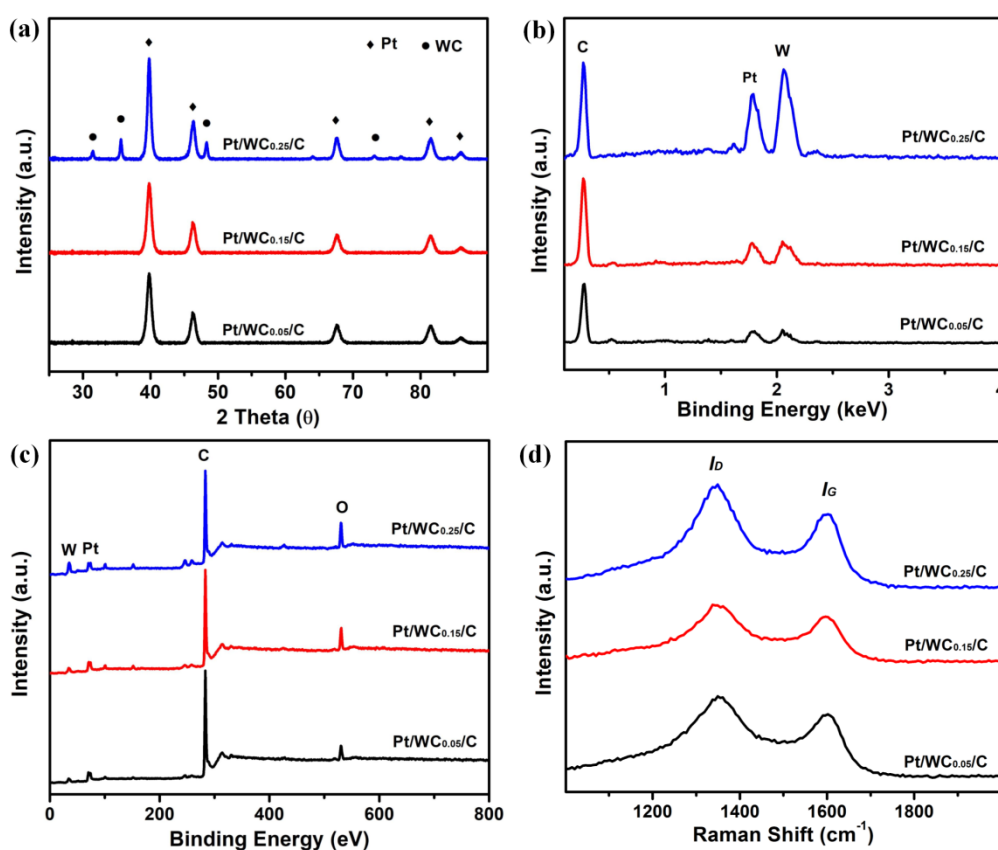 (a)
♦ Pt ● WC
Pt/WC0.25/C
Pt/WC0.15/C
Pt/WC0.05/C
Intensity (a.u.)
30 40 50 60 70 80
2 Theta (θ)
(b)
C
Pt
W
Pt/WC0.25/C
Pt/WC0.15/C
Pt/WC0.05/C
Intensity (a.u.)
1 2 3 4
Binding Energy (keV)
(c)
C
O
W Pt
Pt/WC0.25/C
Pt/WC0.15/C
Pt/WC0.05/C
Intensity (a.u.)
0 200 400 600 800
Binding Energy (eV)
(d)
ID
IG
Pt/WC0.25/C
Pt/WC0.15/C
Pt/WC0.05/C
Intensity (a.u.)
1200 1400 1600 1800
Raman Shift (cm⁻¹)